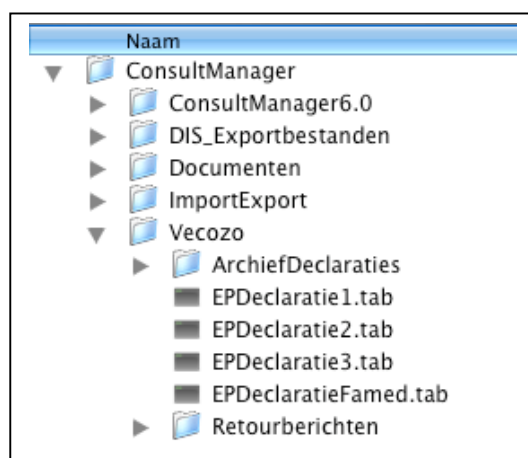 Naam
ConsultManager
ConsultManager6.0
DIS_Exportbestanden
Documenten
ImportExport
Vecozo
ArchiefDeclaraties
EPDeclaratie1.tab
EPDeclaratie2.tab
EPDeclaratie3.tab
EPDeclaratieFamed.tab
Retourberichten